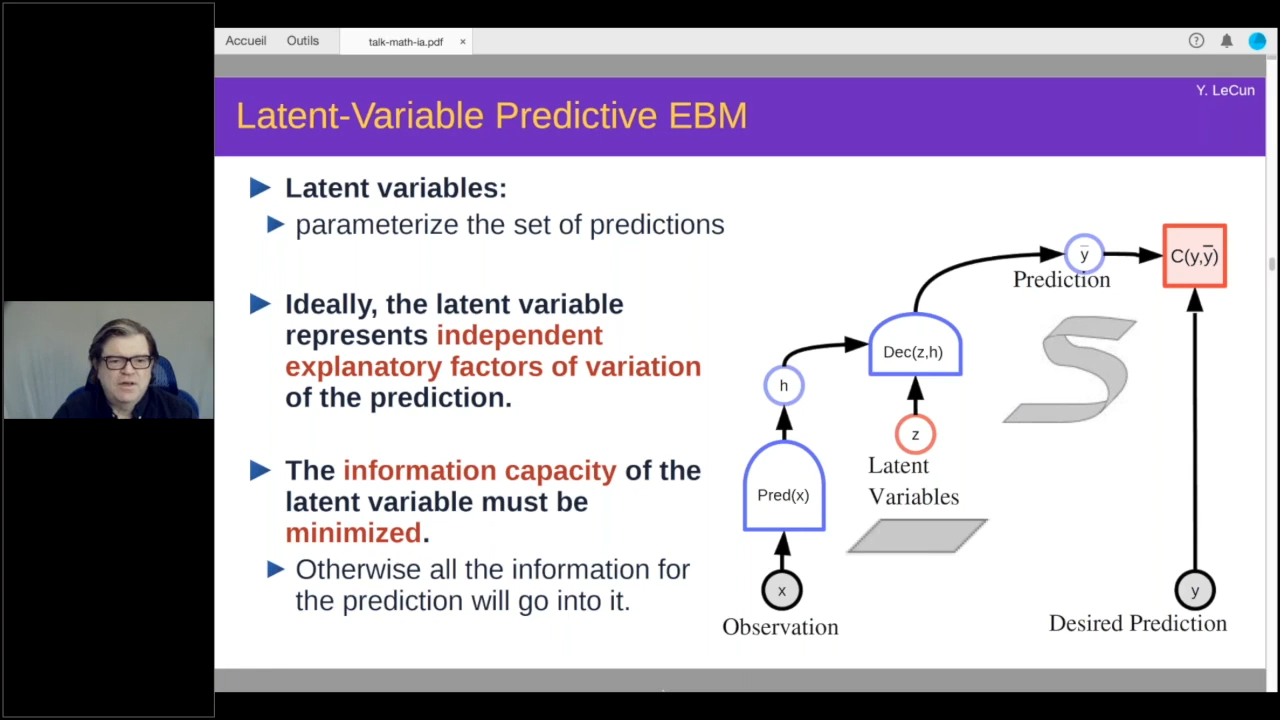 Accueil
Outils
talk-math-ia.pdf
×
?
Y. LeCun
Latent-Variable Predictive EBM
Latent variables:
parameterize the set of predictions
Ideally, the latent variable
represents independent
explanatory factors of variation
of the prediction.
The information capacity of the
latent variable must be
minimized.
Otherwise all the information for
the prediction will go into it.
ȳ
Prediction
C(y,ȳ)
Dec(z,h)
h
z
Latent
Variables
Pred(x)
x
Observation
y
Desired Prediction